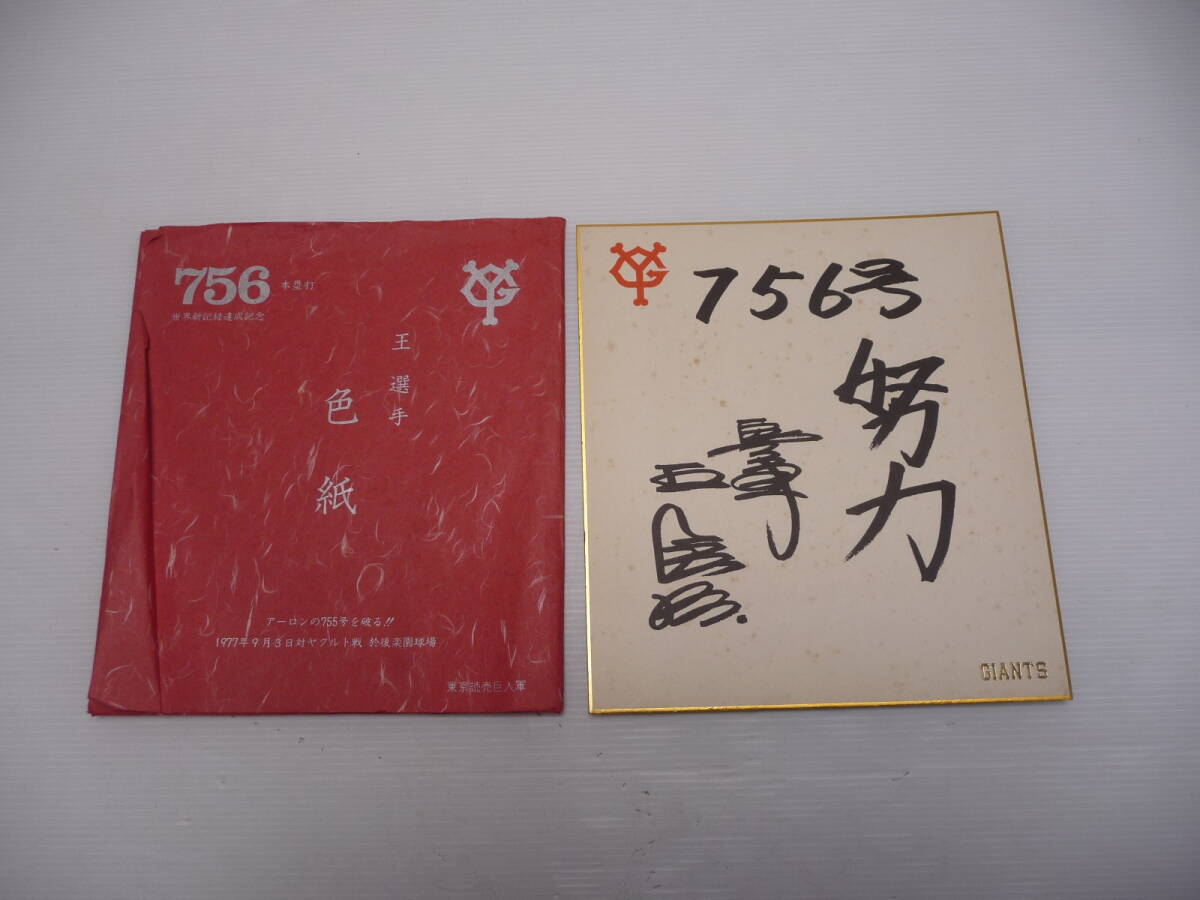 756 本塁打
世界新記録達成記念
王選手
色紙
アーロンの755号を破る!!
1977年9月3日対ヤクルト戦 於後楽園球場
東京読売巨人軍
756号
努力
GIANTS